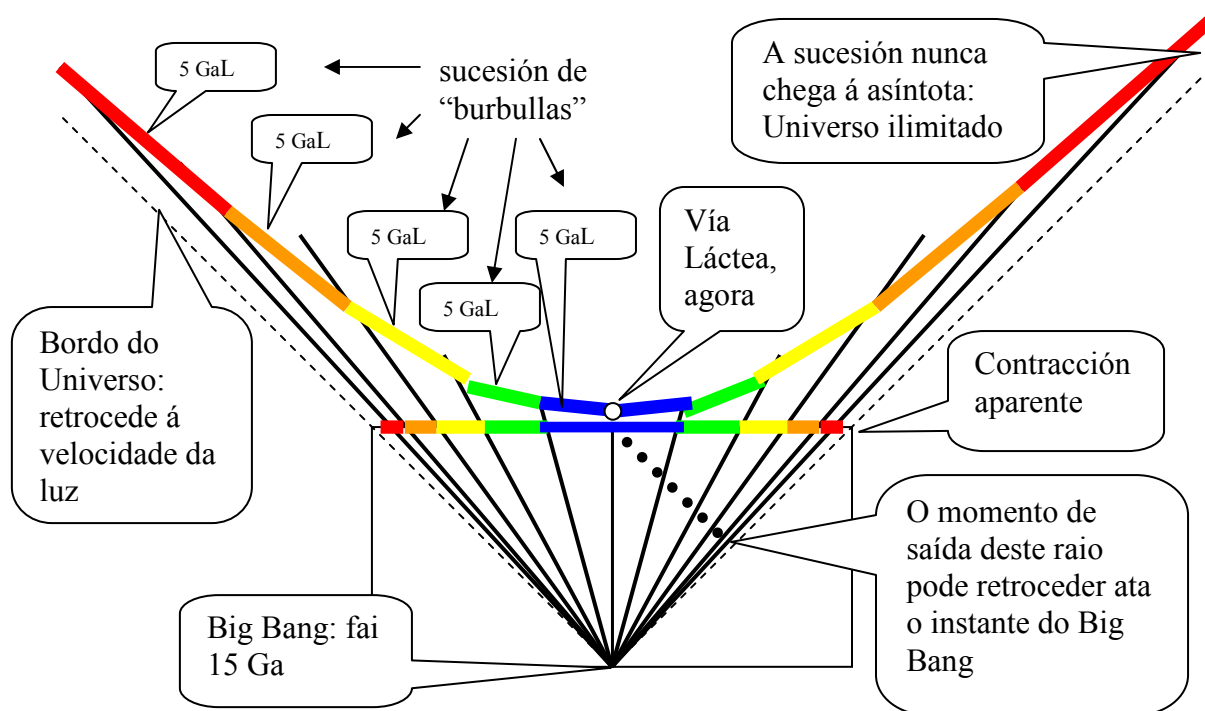 5 GaL
sucesión de
“burbullas”
A sucesión nunca
chega á asíntota:
Universo ilimitado
5 GaL
5 GaL
5 GaL
5 GaL
Vía
Láctea,
agora
Bordo do
Universo:
retrocede á
velocidade da
luz
Contracción
aparente
O momento de
saída deste raio
pode retroceder ata
o instante do Big
Bang
Big Bang: fai
15 Ga